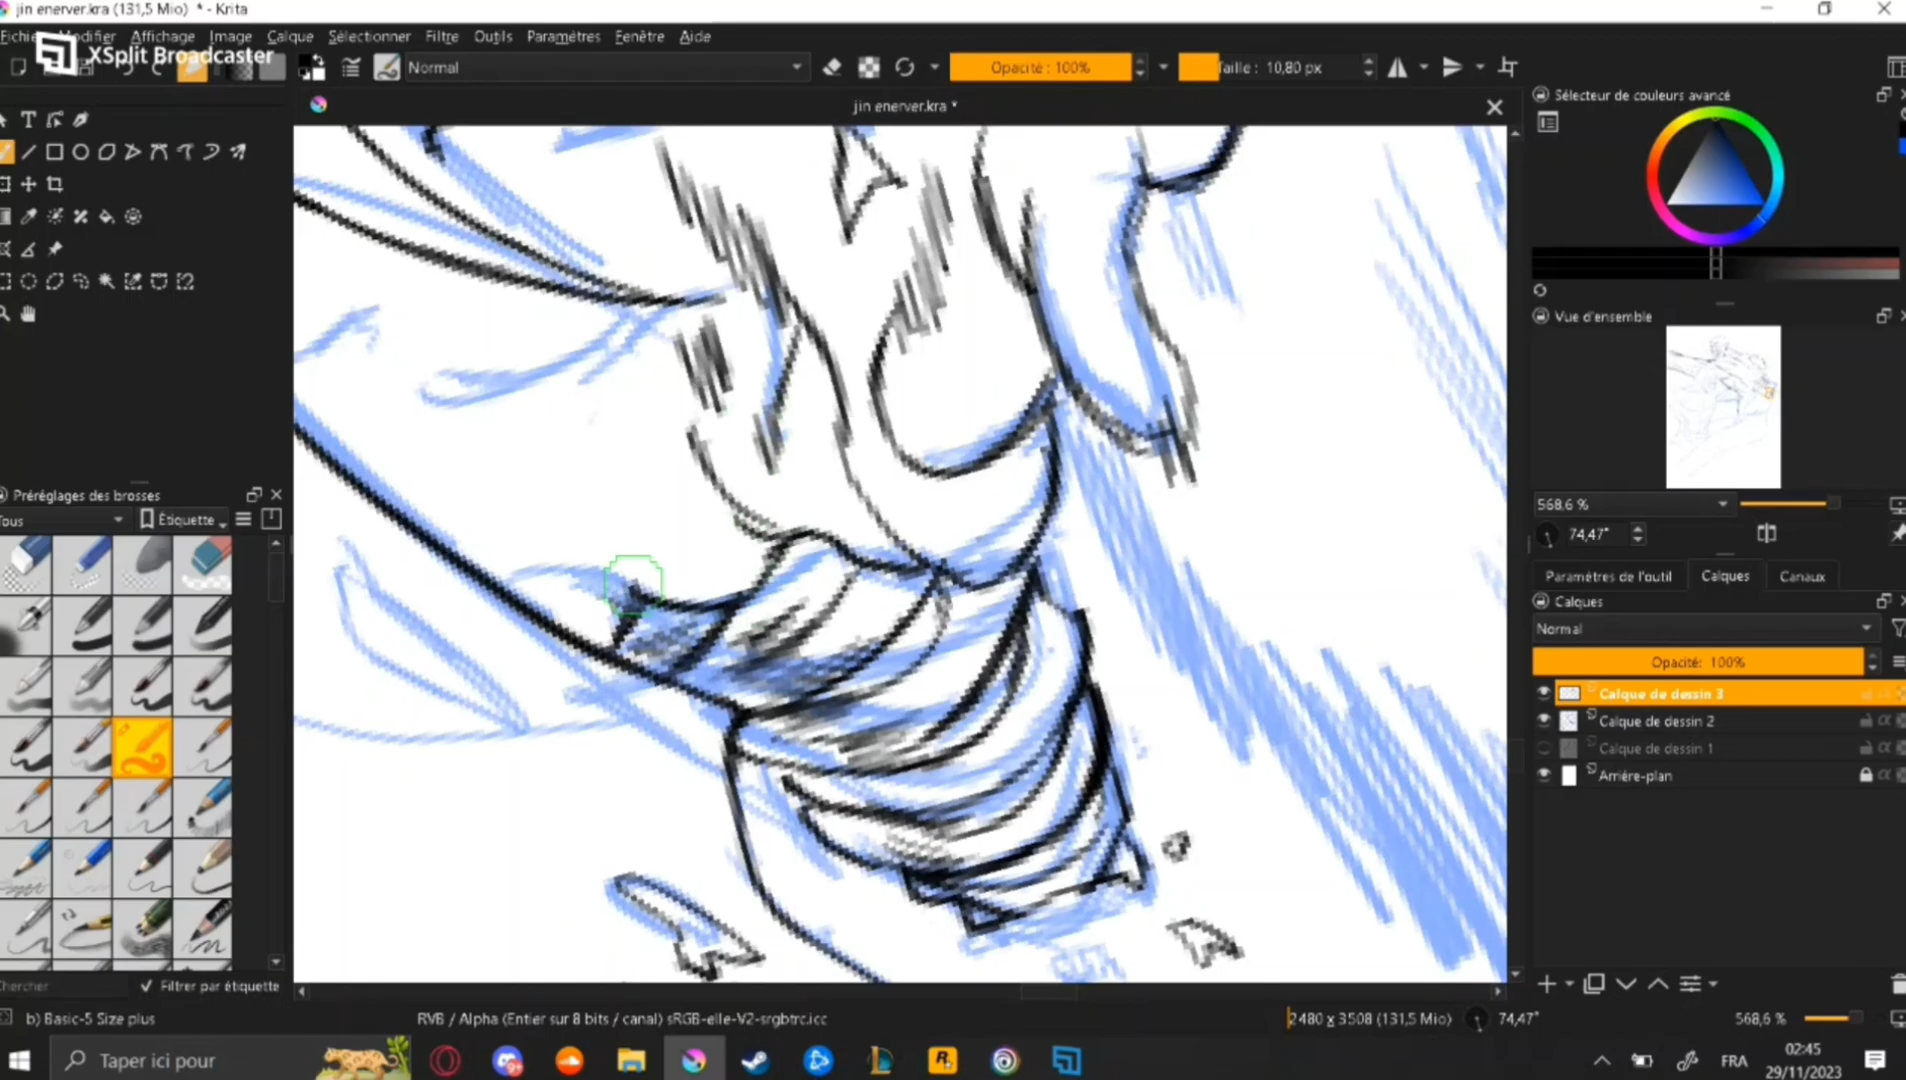 jin enerver.kra (131,5 Mio) * - Krita
Fichier Modifier Affichage Image Calque Sélectionner Filtre Outils Paramètres Fenêtre Aide
XSplit Broadcaster
Normal
Opacité : 100%
Taille : 10,80 px
jin enerver.kra *
Sélecteur de couleurs avancé
Vue d'ensemble
568,6 %
74,47°
Préréglages des brosses
Tous
Étiquette
Paramètres de l'outil Calques Canaux
Calques
Normal
Opacité: 100%
Calque de dessin 3
Calque de dessin 2
Calque de dessin 1
Arrière-plan
Chercher
Filtrer par étiquette
b) Basic-5 Size plus
RVB / Alpha (Entier sur 8 bits / canal) sRGB-elle-V2-srgbtrc.icc
2480 x 3508 (131,5 Mio)
74,47°
568,6 %
Taper ici pour
FRA
02:45
29/11/2023